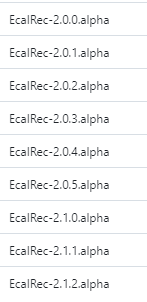 EcalRec-2.0.0.alpha
EcalRec-2.0.1.alpha
EcalRec-2.0.2.alpha
EcalRec-2.0.3.alpha
EcalRec-2.0.4.alpha
EcalRec-2.0.5.alpha
EcalRec-2.1.0.alpha
EcalRec-2.1.1.alpha
EcalRec-2.1.2.alpha